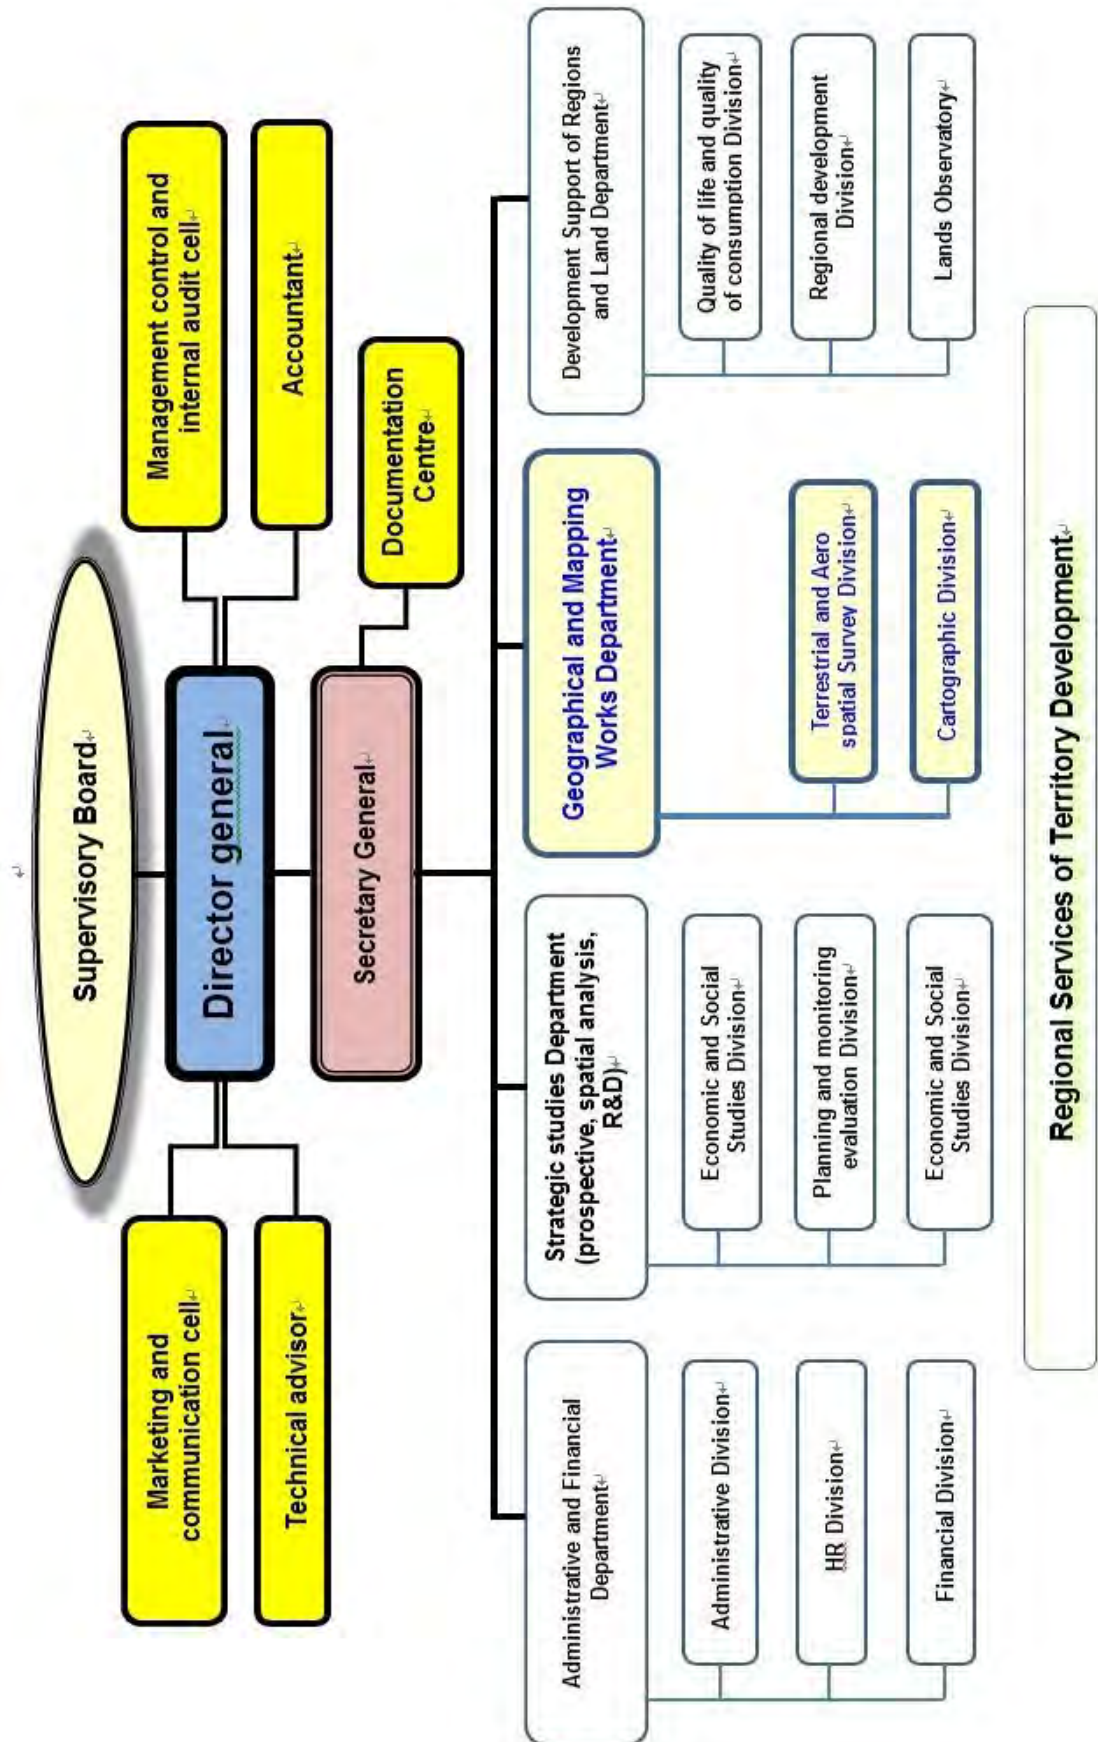 Supervisory Board
Marketing and
communication cell
Technical advisor
Director general
Management control and
internal audit cell
Accountant
Secretary General
Documentation
Centre
Administrative and Financial
Department
Strategic studies Department
(prospective, spatial analysis,
R&D)
Geographical and Mapping
Works Department
Development Support of Regions
and Land Department
Administrative Division
HR Division
Financial Division
Economic and Social
Studies Division
Planning and monitoring
evaluation Division
Economic and Social
Studies Division
Terrestrial and Aero
spatial Survey Division
Cartographic Division
Quality of life and quality
of consumption Division
Regional development
Division
Lands Observatory
Regional Services of Territory Development